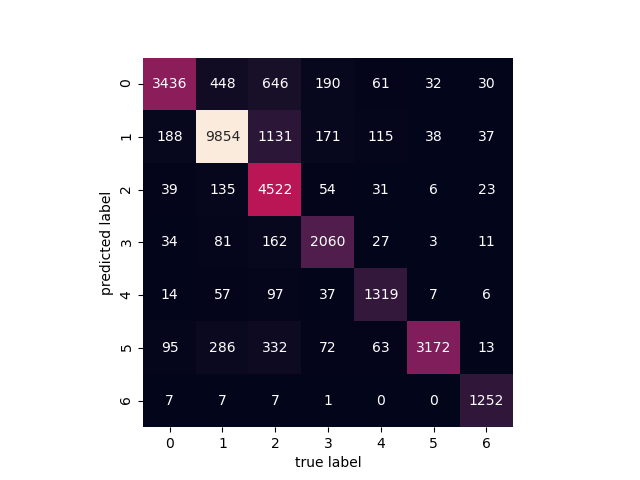 0 3436 448 646 190 61 32 30
1 188 9854 1131 171 115 38 37
2 39 135 4522 54 31 6 23
3 34 81 162 2060 27 3 11
4 14 57 97 37 1319 7 6
5 95 286 332 72 63 3172 13
6 7 7 7 1 0 0 1252
predicted label
0 1 2 3 4 5 6
true label